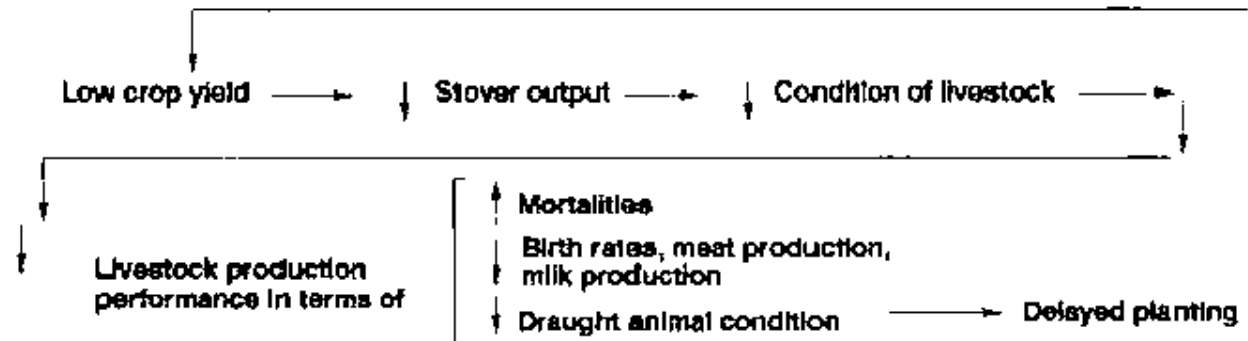 Low crop yield → ↓ Stover output → ↓ Condition of livestock →
↑ Mortalities
Birth rates, meat production,
↓ milk production
↓ Livestock production
performance in terms of
↓ Draught animal condition → Delayed planting